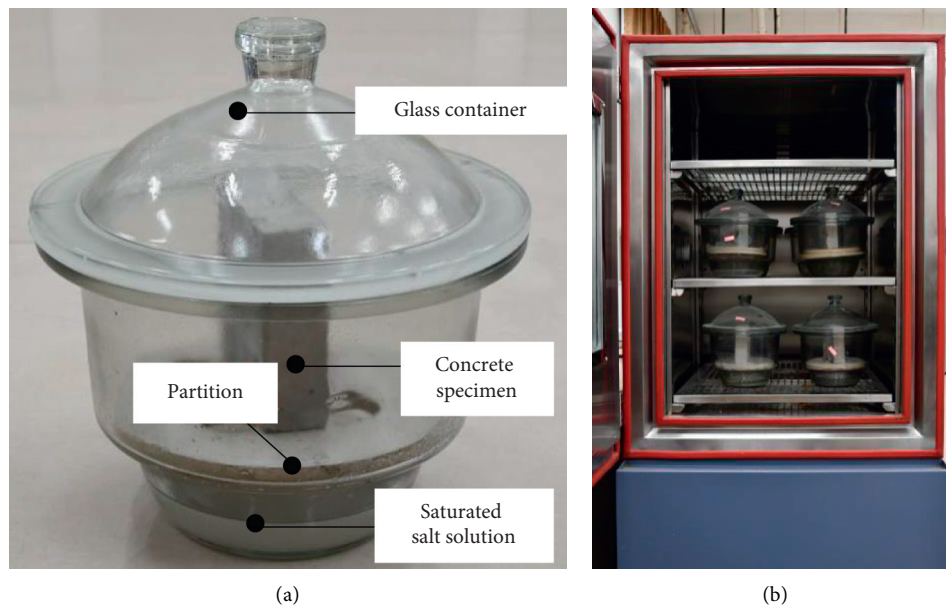 Glass container
Concrete
specimen
Partition
Saturated
salt solution
(a)
(b)